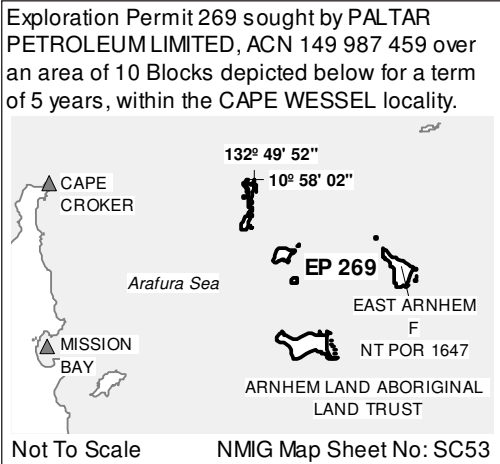 Exploration Permit 269 sought by PALTAR
PETROLEUM LIMITED, ACN 149 987 459 over
an area of 10 Blocks depicted below for a term
of 5 years, within the CAPE WESSEL locality.
132º 49' 52"
10º 58' 02"
CAPE
CROKER
Arafura Sea
EP 269
EAST ARNHEM
F
NT POR 1647
MISSION
BAY
ARNHEM LAND ABORIGINAL
LAND TRUST
Not To Scale
NMIG Map Sheet No: SC53